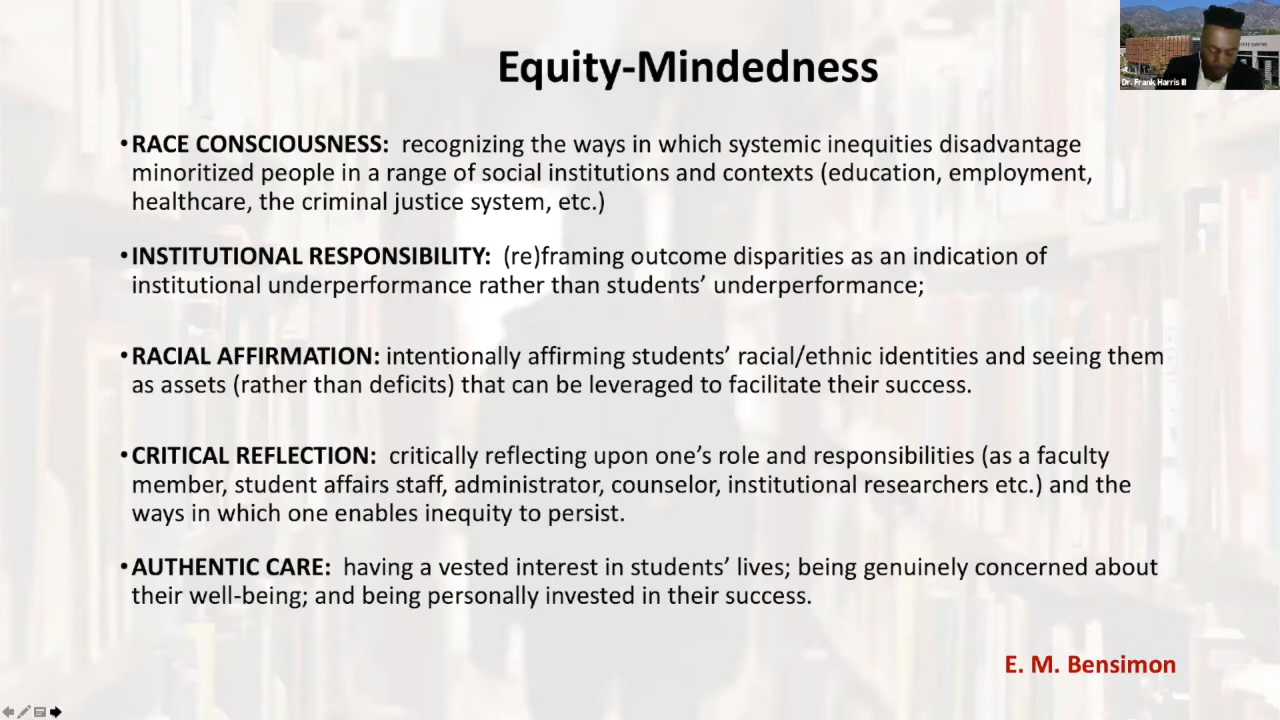 Equity-Mindedness
Dr. Frank Harris III
•RACE CONSCIOUSNESS: recognizing the ways in which systemic inequities disadvantage
minoritized people in a range of social institutions and contexts (education, employment,
healthcare, the criminal justice system, etc.)
•INSTITUTIONAL RESPONSIBILITY: (re)framing outcome disparities as an indication of
institutional underperformance rather than students’ underperformance;
•RACIAL AFFIRMATION: intentionally affirming students’ racial/ethnic identities and seeing them
as assets (rather than deficits) that can be leveraged to facilitate their success.
•CRITICAL REFLECTION: critically reflecting upon one’s role and responsibilities (as a faculty
member, student affairs staff, administrator, counselor, institutional researchers etc.) and the
ways in which one enables inequity to persist.
•AUTHENTIC CARE: having a vested interest in students’ lives; being genuinely concerned about
their well-being; and being personally invested in their success.
E. M. Bensimon